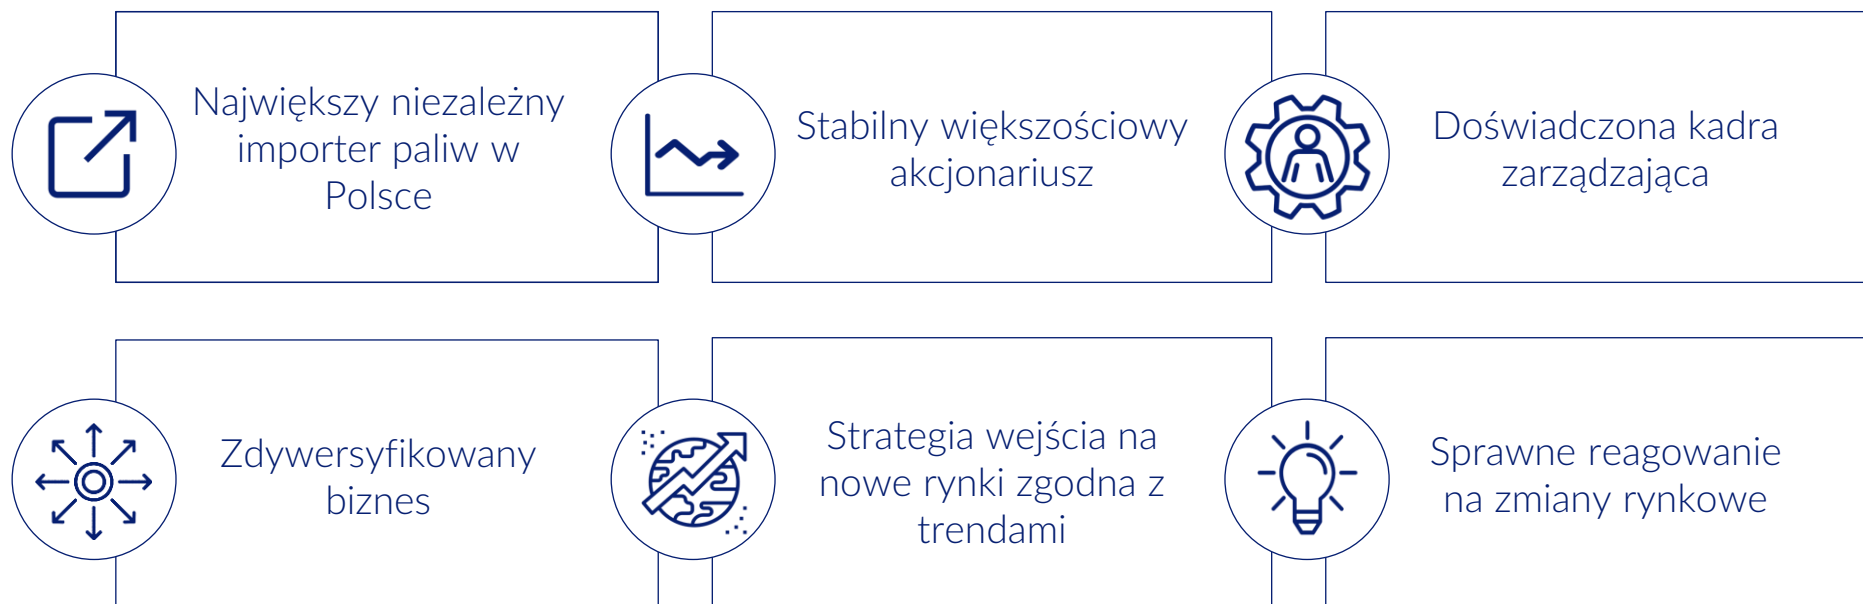 Największy niezależny
importer paliw w
Polsce
Stabilny większościowy
akcjonariusz
Doświadczona kadra
zarządzająca
Zdywersyfikowany
biznes
Strategia wejścia na
nowe rynki zgodna z
trendami
Sprawne reagowanie
na zmiany rynkowe